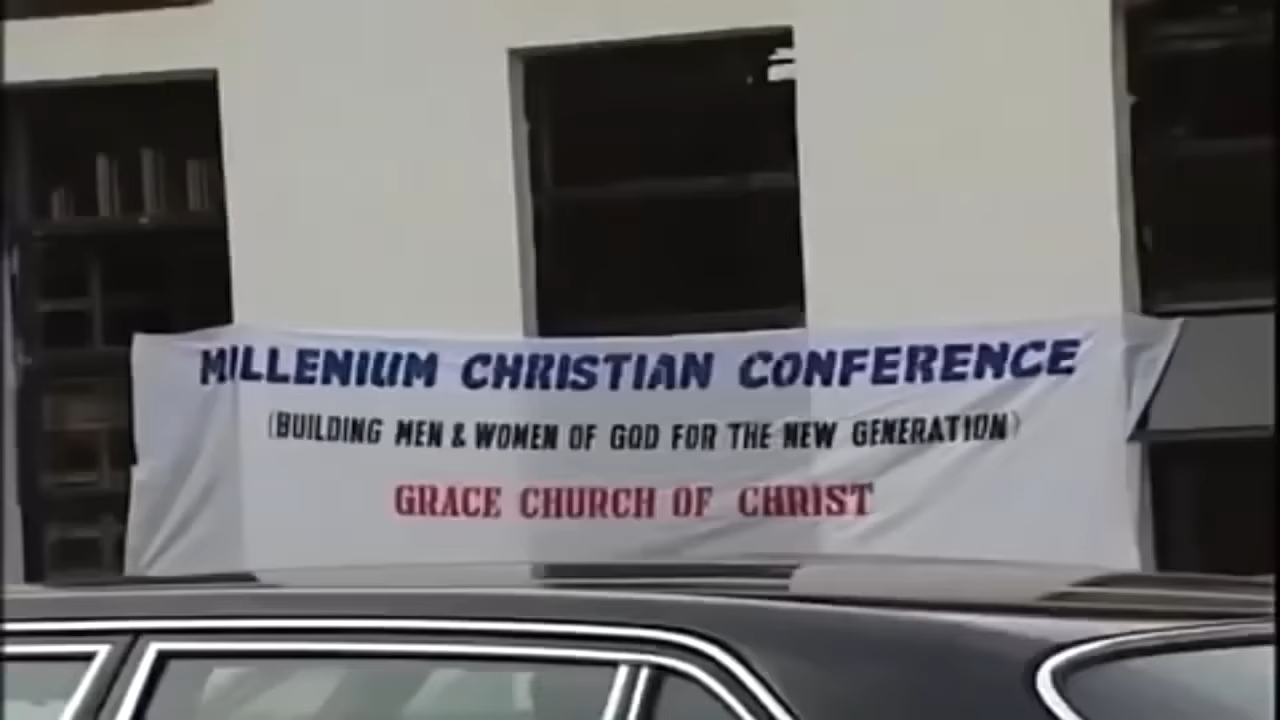 MILLENIUM CHRISTIAN CONFERENCE
(BUILDING MEN & WOMEN OF GOD FOR THE NEW GENERATION)
GRACE CHURCH OF CHRIST